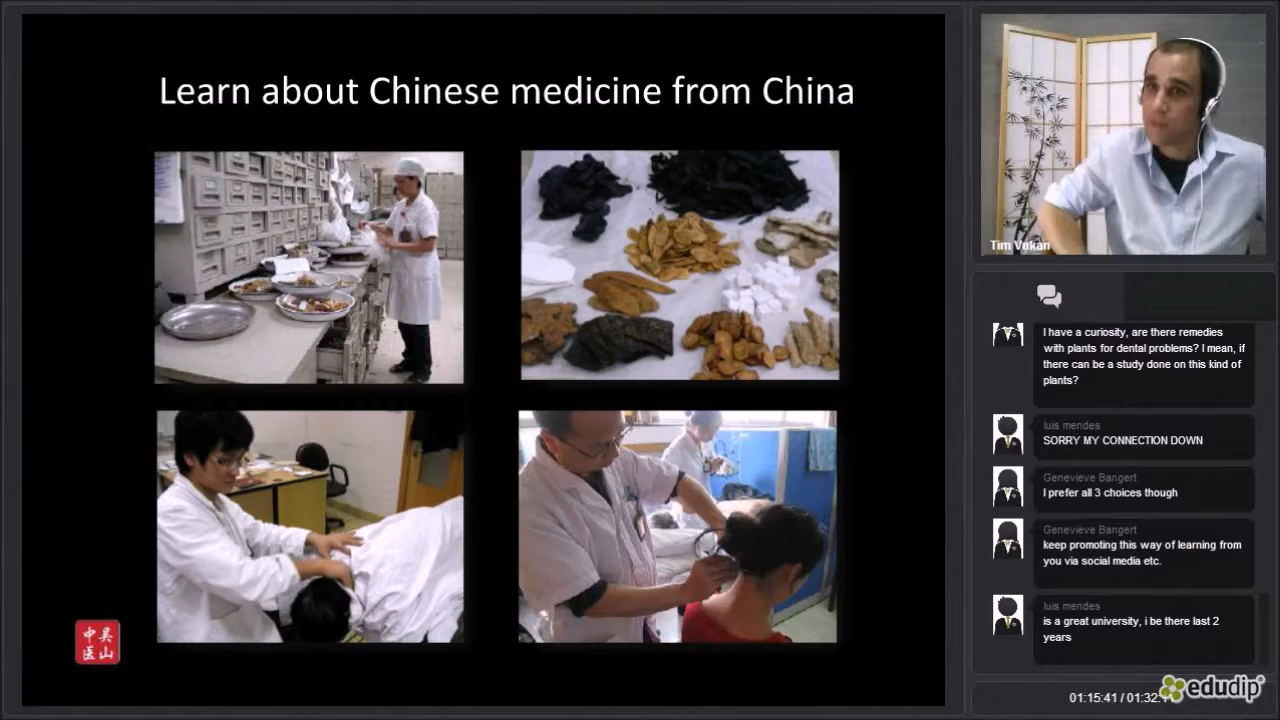 Learn about Chinese medicine from China
中吴
医山
Tim Vukan
I have a curiosity, are there remedies
with plants for dental problems? I mean, if
there can be a study done on this kind of
plants?
luis mendes
SORRY MY CONNECTION DOWN
Genevieve Bangert
I prefer all 3 choices though
Genevieve Bangert
keep promoting this way of learning from
you via social media etc.
luis mendes
is a great university, i be there last 2
years
01:15:41 / 01:32:
edudip